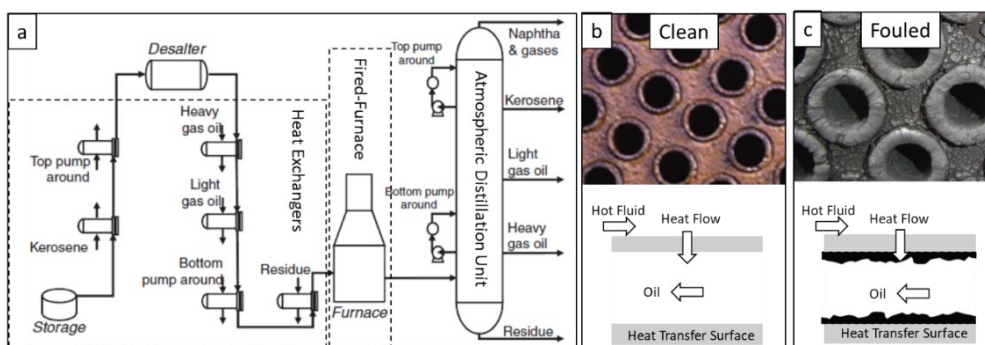 a
Desalter
Heavy
gas oil
Top pump
around
Light
gas oil
Kerosene
Bottom
pump around
Storage
Heat Exchangers
Residue
Fired-Furnace
Furnace
Top pump
around
Bottom pump
around
Atmospheric Distillation Unit
Naphtha
& gases
Kerosene
Light
gas oil
Heavy
gas oil
Residue
b
Clean
Hot Fluid
Heat Flow
Oil
Heat Transfer Surface
c
Fouled
Hot Fluid
Heat Flow
Oil
Heat Transfer Surface